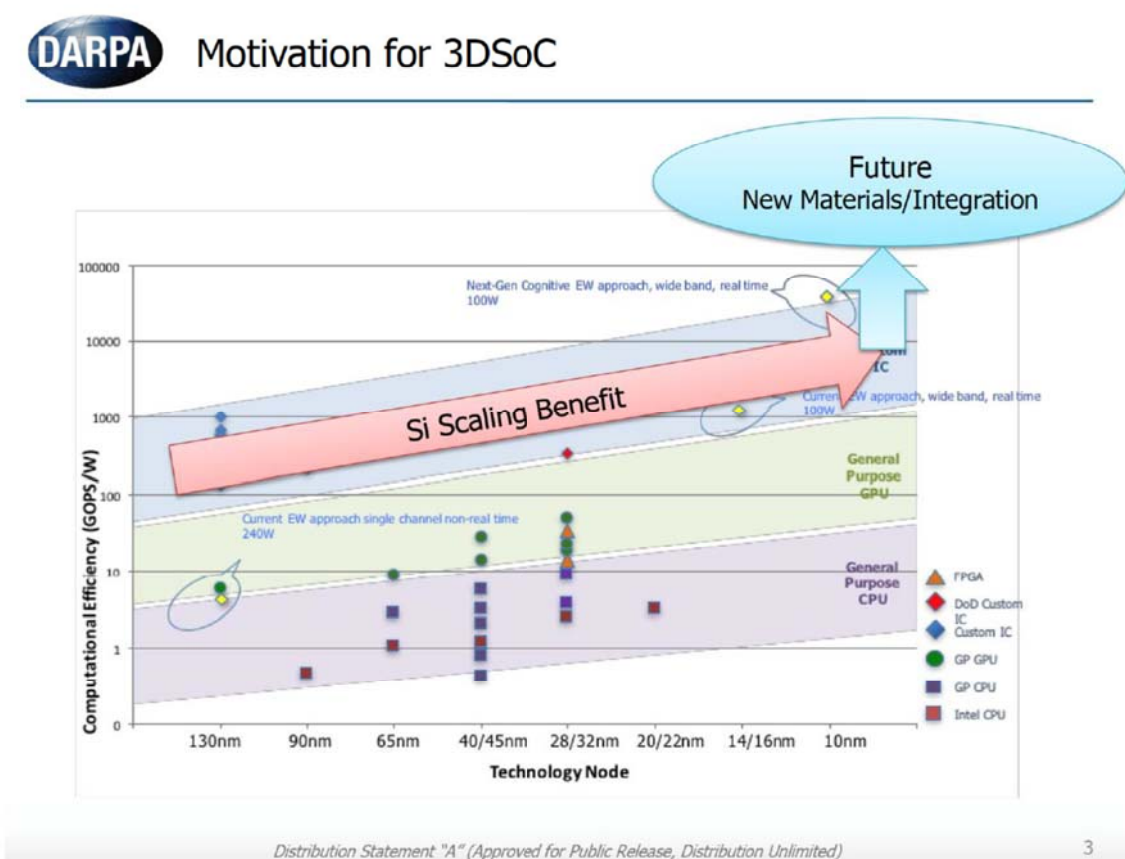 DARPA
Motivation for 3DSoC
Future
New Materials/Integration
100000
10000
1000
100
10
1
0
Computational Efficiency (GOPS/W)
Next-Gen Cognitive EW approach, wide band, real time
100W
Si Scaling Benefit
IC
Current EW approach, wide band, real time
100W
General
Purpose
GPU
Current EW approach single channel non-real time
240W
General
Purpose
CPU
FPGA
DoD Custom
IC
Custom IC
GP GPU
GP CPU
Intel CPU
130nm
90nm
65nm
40/45nm
28/32nm
20/22nm
14/16nm
10nm
Technology Node
Distribution Statement "A" (Approved for Public Release, Distribution Unlimited)
3